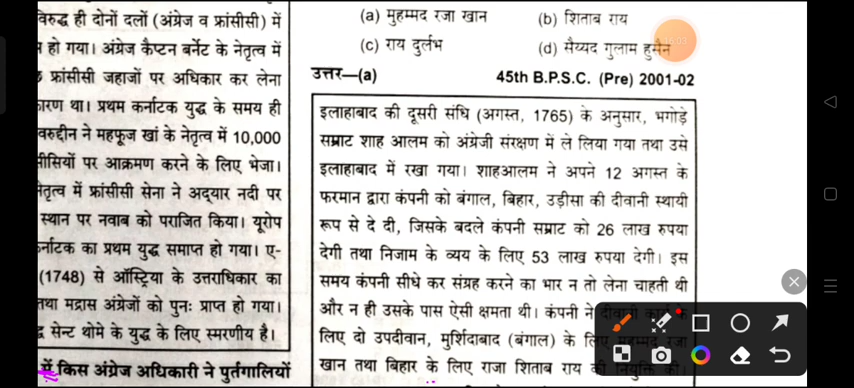 विरुद्ध ही दोनों दलों (अंग्रेज व फ्रांसीसी) में
हो गया। अंग्रेज कैप्टन बर्नेट के नेतृत्व में
फ्रांसीसी जहाजों पर अधिकार कर लेना
कारण था। प्रथम कर्नाटक युद्ध के समय ही
वरुद्दीन ने महफूज खां के नेतृत्व में 10,000
सीसियों पर आक्रमण करने के लिए भेजा।
नेतृत्व में फ्रांसीसी सेना ने अद्यार नदी पर
स्थान पर नवाब को पराजित किया। यूरोप
कर्नाटक का प्रथम युद्ध समाप्त हो गया। ए-
(1748) से ऑस्ट्रिया के उत्तराधिकार का
तथा मद्रास अंग्रेजों को पुनः प्राप्त हो गया।
सेन्ट थोमे के युद्ध के लिए स्मरणीय है।
में किस अंग्रेज अधिकारी ने पुर्तगालियों
(a) मुहम्मद रजा खान (b) शिताब राय
(c) राय दुर्लभ (d) सैय्यद गुलाम हुसैन
उत्तर—(a) 45th B.P.S.C. (Pre) 2001-02
इलाहाबाद की दूसरी संधि (अगस्त, 1765) के अनुसार, भगोड़े
सम्राट शाह आलम को अंग्रेजी संरक्षण में ले लिया गया तथा उसे
इलाहाबाद में रखा गया। शाहआलम ने अपने 12 अगस्त के
फरमान द्वारा कंपनी को बंगाल, बिहार, उड़ीसा की दीवानी स्थायी
रूप से दे दी, जिसके बदले कंपनी सम्राट को 26 लाख रुपया
देगी तथा निजाम के व्यय के लिए 53 लाख रुपया देगी। इस
समय कंपनी सीधे कर संग्रह करने का भार न तो लेना चाहती थी
और न ही उसके पास ऐसी क्षमता थी। कंपनी ने दीवानी कार्य के
लिए दो उपदीवान, मुर्शिदाबाद (बंगाल) के लिए मुहम्मद रजा
खान तथा बिहार के लिए राजा शिताब राय की नियुक्ति की।